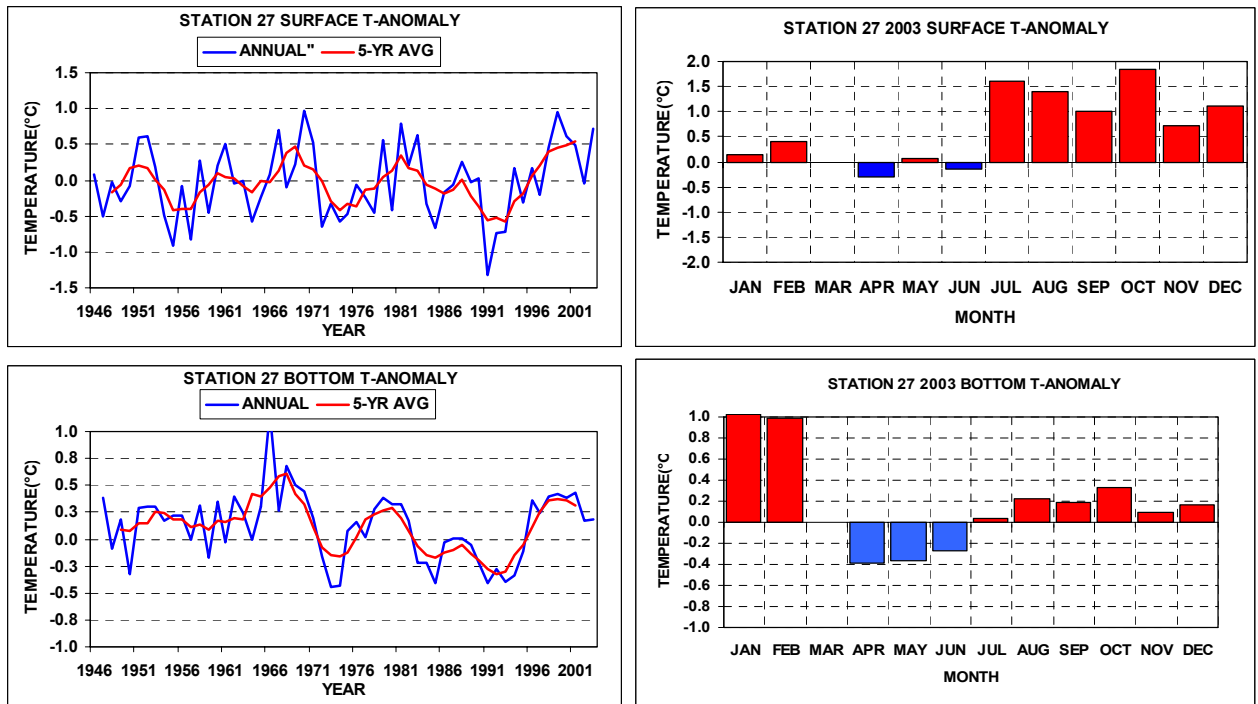 STATION 27 SURFACE T-ANOMALY
ANNUAL" 5-YR AVG
TEMPERATURE(°C)
1.5
1.0
0.5
0.0
-0.5
-1.0
-1.5
1946 1951 1956 1961 1966 1971 1976 1981 1986 1991 1996 2001
YEAR
STATION 27 2003 SURFACE T-ANOMALY
TEMPERATURE(°C)
2.0
1.5
1.0
0.5
0.0
-0.5
-1.0
-1.5
-2.0
JAN FEB MAR APR MAY JUN JUL AUG SEP OCT NOV DEC
MONTH
STATION 27 BOTTOM T-ANOMALY
ANNUAL 5-YR AVG
TEMPERATURE(°C)
1.0
0.8
0.5
0.3
0.0
-0.3
-0.5
-0.8
-1.0
1946 1951 1956 1961 1966 1971 1976 1981 1986 1991 1996 2001
YEAR
STATION 27 2003 BOTTOM T-ANOMALY
TEMPERATURE(°C
1.0
0.8
0.6
0.4
0.2
0.0
-0.2
-0.4
-0.6
-0.8
-1.0
JAN FEB MAR APR MAY JUN JUL AUG SEP OCT NOV DEC
MONTH